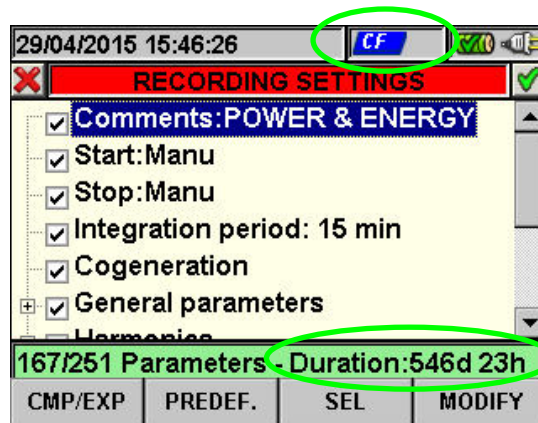 29/04/2015 15:46:26 CF
RECORDING SETTINGS
Comments:POWER & ENERGY
Start:Manu
Stop:Manu
Integration period: 15 min
Cogeneration
General parameters
Harmonics
167/251 Parameters - Duration:546d 23h
CMP/EXP PREDEF. SEL MODIFY